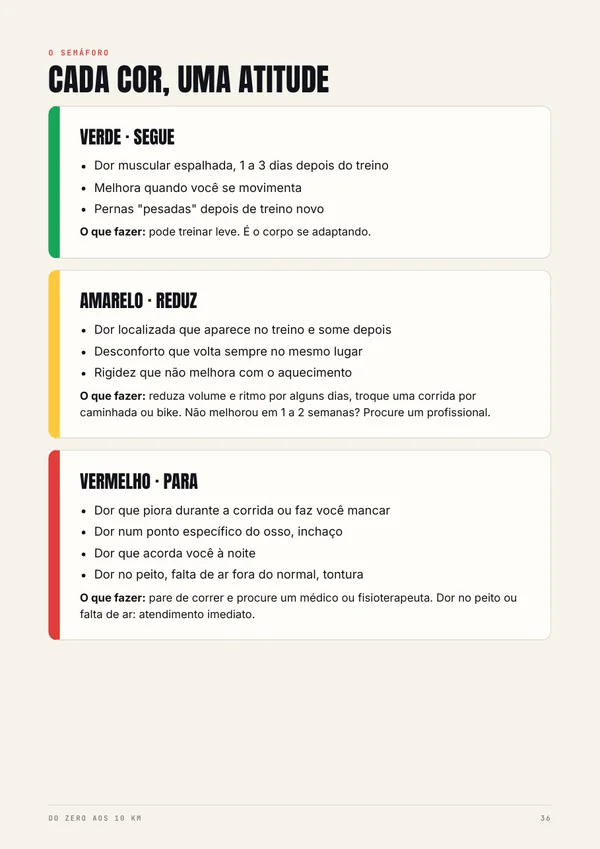 O SEMÁFORO
CADA COR, UMA ATITUDE
VERDE · SEGUE
• Dor muscular espalhada, 1 a 3 dias depois do treino
• Melhora quando você se movimenta
• Pernas "pesadas" depois de treino novo
O que fazer: pode treinar leve. É o corpo se adaptando.
AMARELO · REDUZ
• Dor localizada que aparece no treino e some depois
• Desconforto que volta sempre no mesmo lugar
• Rigidez que não melhora com o aquecimento
O que fazer: reduza volume e ritmo por alguns dias, troque uma corrida por
caminhada ou bike. Não melhorou em 1 a 2 semanas? Procure um profissional.
VERMELHO · PARA
• Dor que piora durante a corrida ou faz você mancar
• Dor num ponto específico do osso, inchaço
• Dor que acorda você à noite
• Dor no peito, falta de ar fora do normal, tontura
O que fazer: pare de correr e procure um médico ou fisioterapeuta. Dor no peito ou
falta de ar: atendimento imediato.
DO ZERO AOS 10 KM
36